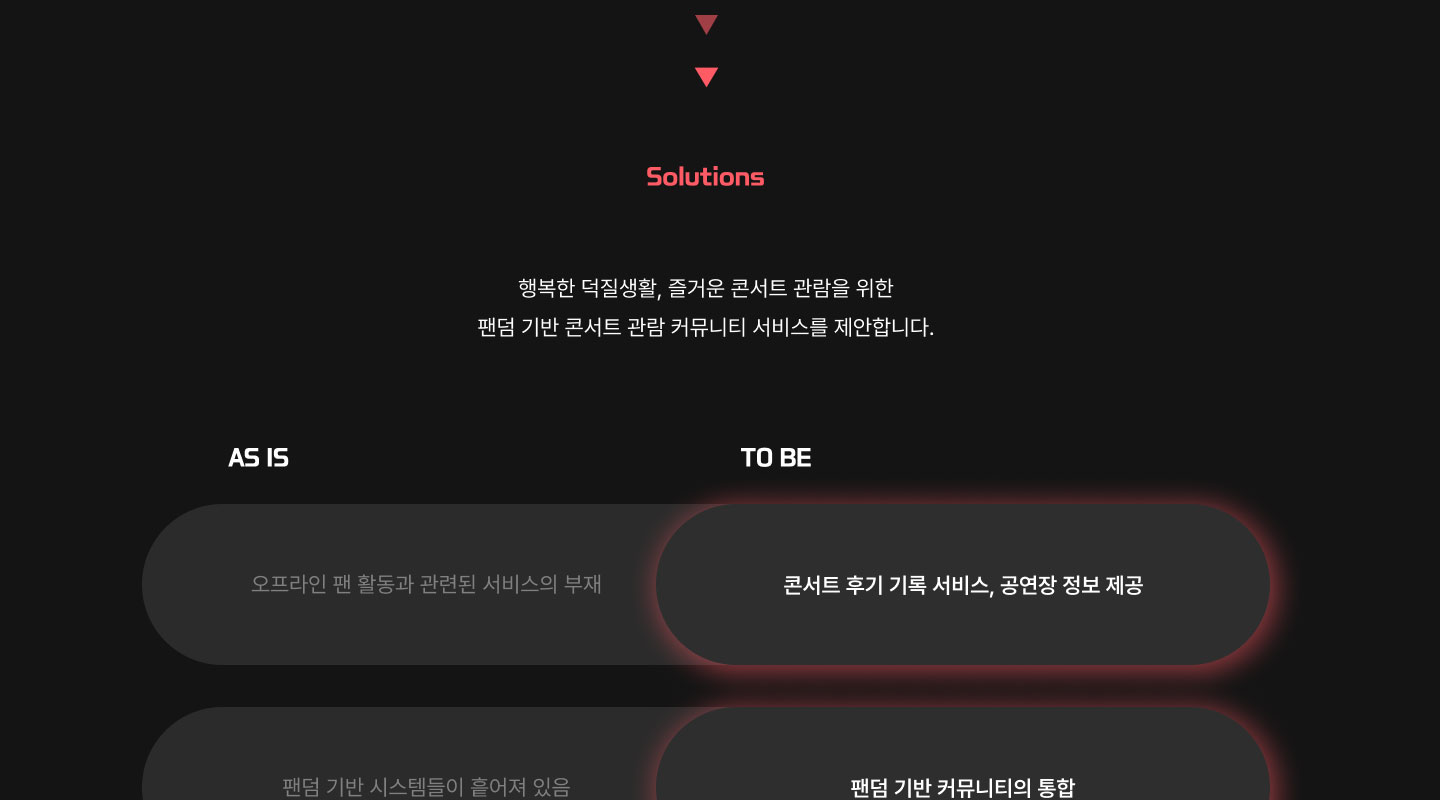 Solutions
행복한 덕질생활, 즐거운 콘서트 관람을 위한
팬덤 기반 콘서트 관람 커뮤니티 서비스를 제안합니다.
AS IS
TO BE
오프라인 팬 활동과 관련된 서비스의 부재
콘서트 후기 기록 서비스, 공연장 정보 제공
팬덤 기반 시스템들이 흩어져 있음
팬덤 기반 커뮤니티의 통합